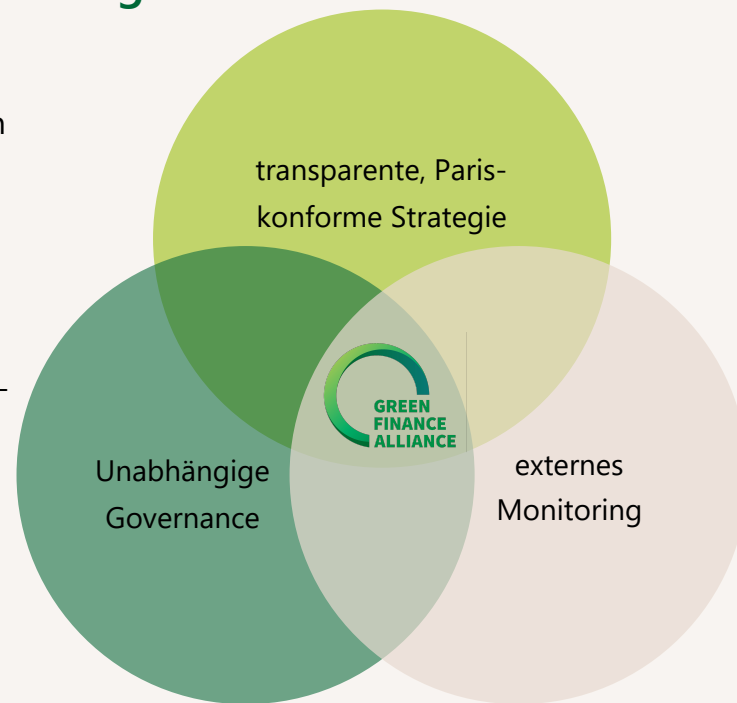 g
n
transparente, Paris-
konforme Strategie
GREEN
FINANCE
ALLIANCE
–
Unabhängige
Governance
externes
Monitoring